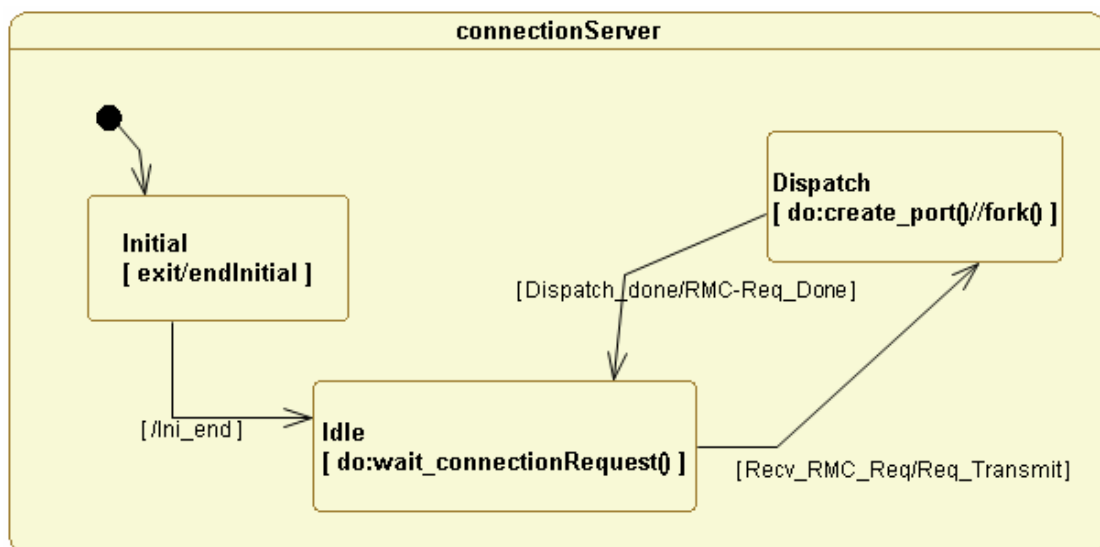 connectionServer
Dispatch
[ do:create_port()//fork() ]
Initial
[ exit/endInitial ]
[Dispatch_done/RMC-Req_Done]
[/Ini_end ]
Idle
[ do:wait_connectionRequest() ]
[Recv_RMC_Req/Req_Transmit]